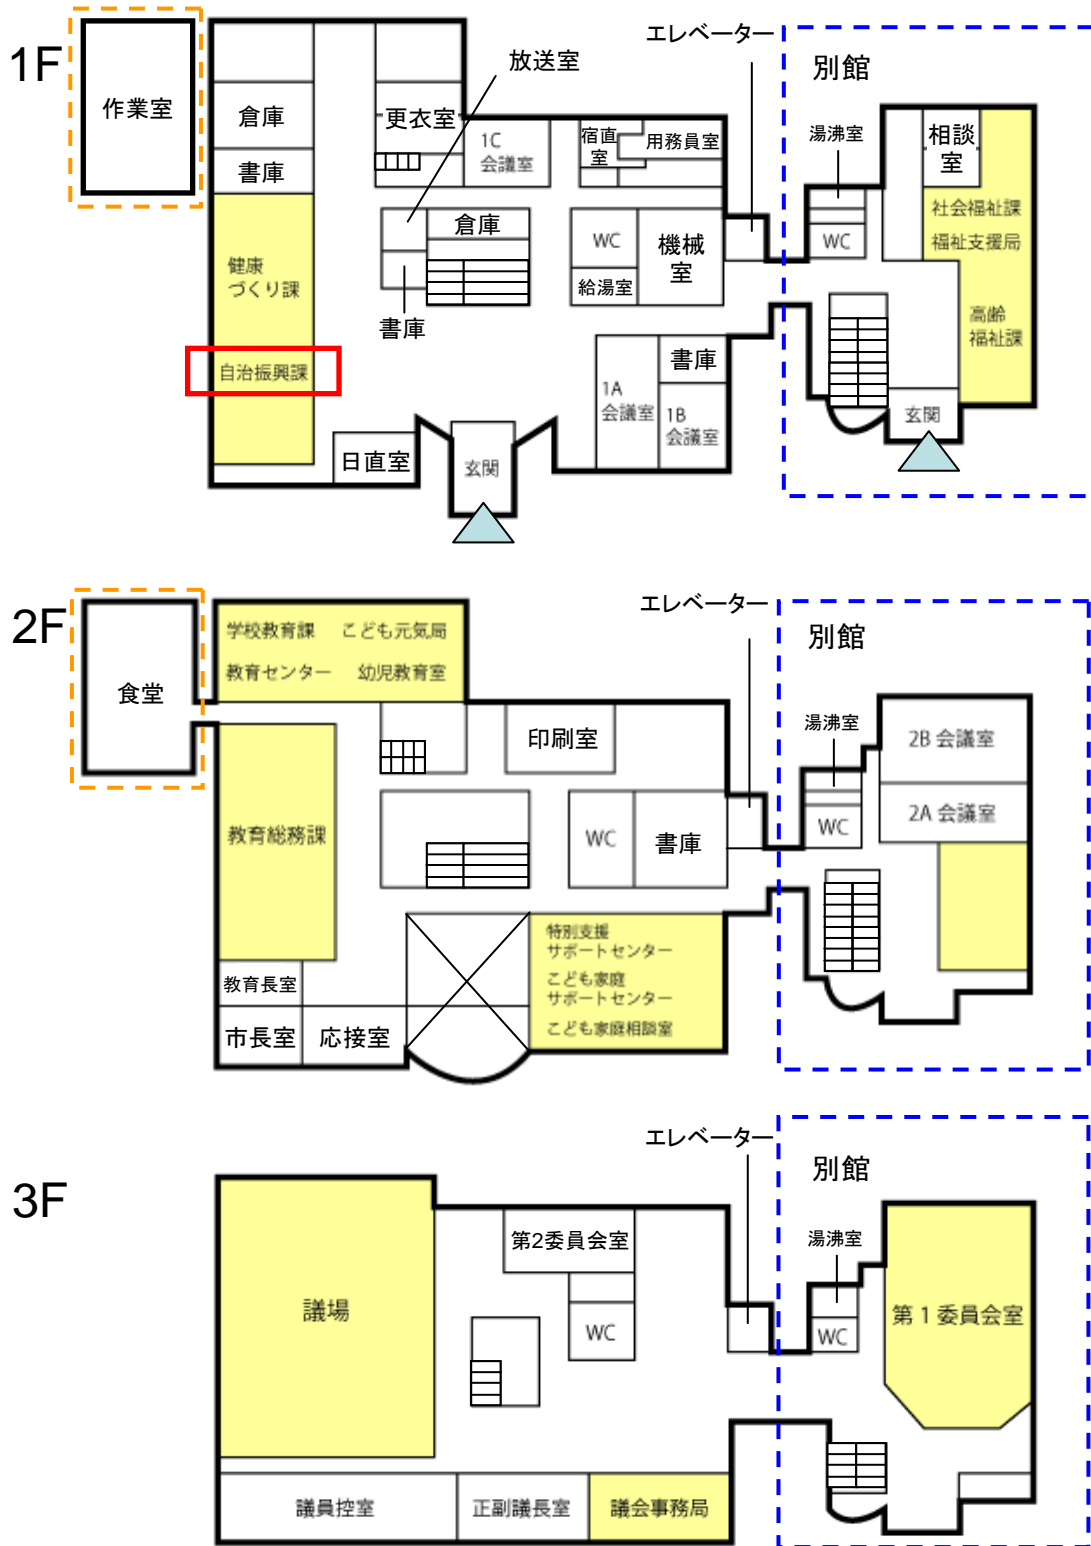 1F
作業室
倉庫
書庫
健康
づくり課
自治振興課
更衣室
放送室
1C
会議室
宿直
室
用務員室
エレベーター
倉庫
書庫
WC
給湯室
機械
室
1A
会議室
書庫
1B
会議室
日直室
玄関
別館
湯沸室
WC
相談
室
社会福祉課
福祉支援局
高齢
福祉課
玄関
2F
食堂
学校教育課
こども元気局
教育センター
幼児教育室
教育総務課
教育長室
市長室
応接室
印刷室
WC
書庫
エレベーター
特別支援
サポートセンター
こども家庭
サポートセンター
こども家庭相談室
別館
湯沸室
WC
2B 会議室
2A 会議室
3F
議場
第2委員会室
WC
エレベーター
議員控室
正副議長室
議会事務局
別館
湯沸室
WC
第1委員会室